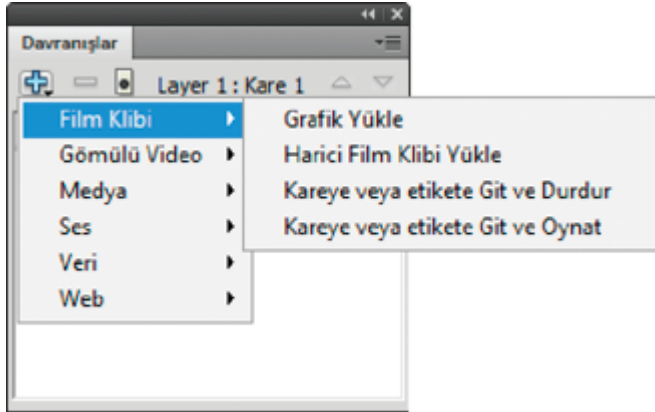 Davranışlar
Layer 1 : Kare 1
Film Klibi
Gömülü Video
Medya
Ses
Veri
Web
Grafik Yükle
Harici Film Klibi Yükle
Kareye veya etikete Git ve Durdur
Kareye veya etikete Git ve Oynat